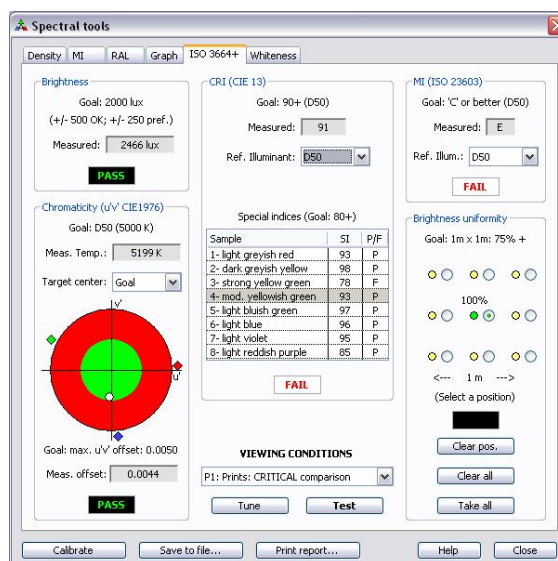 Spectral tools
Density MI RAL Graph ISO 3664+ Whiteness
Brightness
Goal: 2000 lux
(+/- 500 OK; +/- 250 pref.)
Measured: 2466 lux
PASS
Chromaticity (u'v' CIE1976)
Goal: D50 (5000 K)
Meas. Temp.: 5199 K
Target center: Goal
v'
u'
Goal: max. u'v' offset: 0.0050
Meas. offset: 0.0044
PASS
CRI (CIE 13)
Goal: 90+ (D50)
Measured: 91
Ref. Illuminant: D50
Special indices (Goal: 80+)
Sample SI P/F
1- light greyish red 93 P
2- dark greyish yellow 98 P
3- strong yellow green 78 F
4- mod. yellowish green 93 P
5- light bluish green 97 P
6- light blue 96 P
7- light violet 95 P
8- light reddish purple 85 P
FAIL
VIEWING CONDITIONS
P1: Prints: CRITICAL comparison
Tune Test
MI (ISO 23603)
Goal: 'C' or better (D50)
Measured: E
Ref. Illum.: D50
FAIL
Brightness uniformity
Goal: 1m x 1m: 75% +
100%
<--- 1 m --->
(Select a position)
Clear pos.
Clear all
Take all
Calibrate Save to file... Print report... Help Close